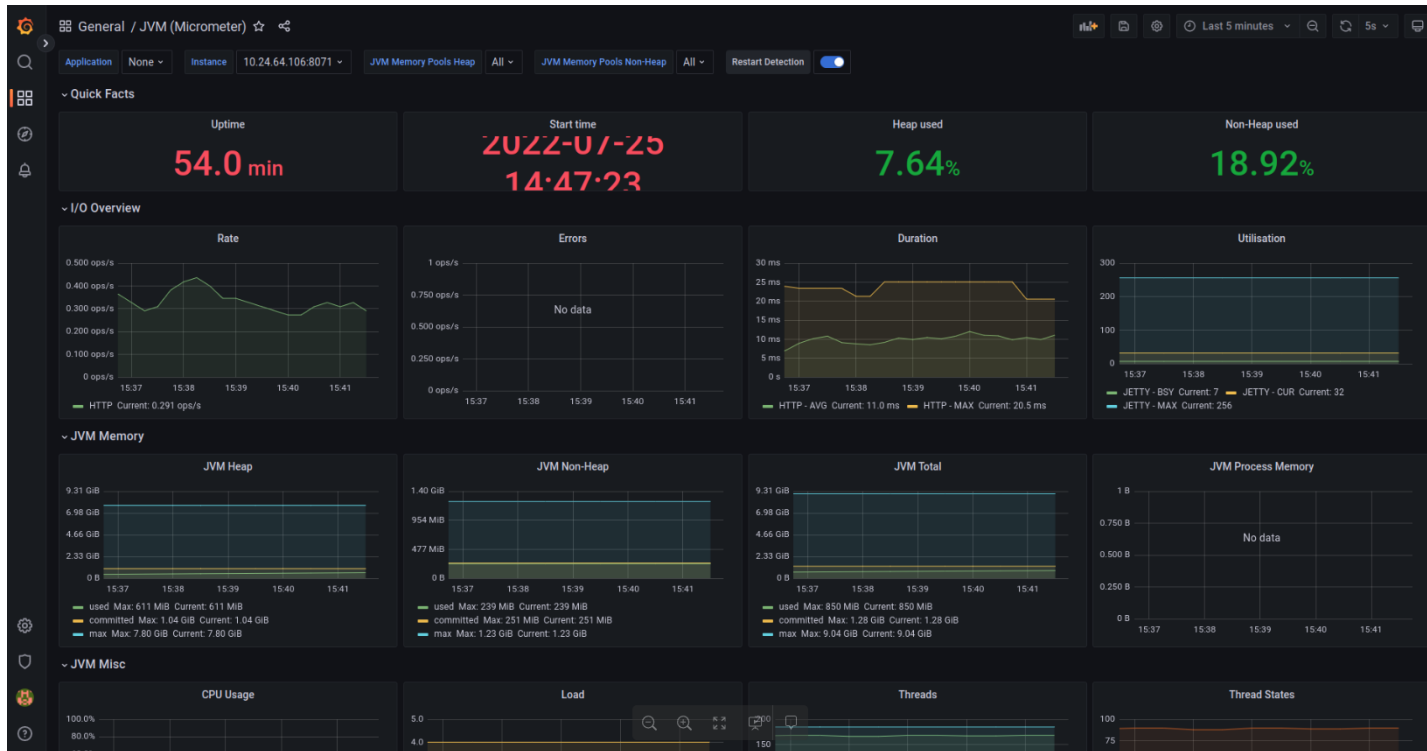 General / JVM (Micrometer)
Last 5 minutes
5s
Application None Instance 10.24.64.106:8071 JVM Memory Pools Heap All JVM Memory Pools Non-Heap All Restart Detection
Quick Facts
Uptime
54.0 min
Start time
2022-07-25
14:47:23
Heap used
7.64%
Non-Heap used
18.92%
I/O Overview
Rate
0.500 ops/s
0.400 ops/s
0.300 ops/s
0.200 ops/s
0.100 ops/s
0 ops/s
15:37 15:38 15:39 15:40 15:41
HTTP Current: 0.291 ops/s
Errors
1 ops/s
0.750 ops/s
0.500 ops/s
0.250 ops/s
0 ops/s
No data
15:37 15:38 15:39 15:40 15:41
Duration
30 ms
25 ms
20 ms
15 ms
10 ms
5 ms
0 s
15:37 15:38 15:39 15:40 15:41
HTTP - AVG Current: 11.0 ms HTTP - MAX Current: 20.5 ms
Utilisation
300
200
100
0
15:37 15:38 15:39 15:40 15:41
JETTY - BSY Current: 7 JETTY - CUR Current: 32
JETTY - MAX Current: 256
JVM Memory
JVM Heap
9.31 GiB
6.98 GiB
4.66 GiB
2.33 GiB
0 B
15:37 15:38 15:39 15:40 15:41
used Max: 611 MiB Current: 611 MiB
committed Max: 1.04 GiB Current: 1.04 GiB
max Max: 7.80 GiB Current: 7.80 GiB
JVM Non-Heap
1.40 GiB
954 MiB
477 MiB
0 B
15:37 15:38 15:39 15:40 15:41
used Max: 239 MiB Current: 239 MiB
committed Max: 251 MiB Current: 251 MiB
max Max: 1.23 GiB Current: 1.23 GiB
JVM Total
9.31 GiB
6.98 GiB
4.66 GiB
2.33 GiB
0 B
15:37 15:38 15:39 15:40 15:41
used Max: 850 MiB Current: 850 MiB
committed Max: 1.28 GiB Current: 1.28 GiB
max Max: 9.04 GiB Current: 9.04 GiB
JVM Process Memory
1 B
0.750 B
0.500 B
0.250 B
0 B
No data
15:37 15:38 15:39 15:40 15:41
JVM Misc
CPU Usage
100.0%
80.0%
Load
5.0
4.0
Threads
200
150
Thread States
100
75